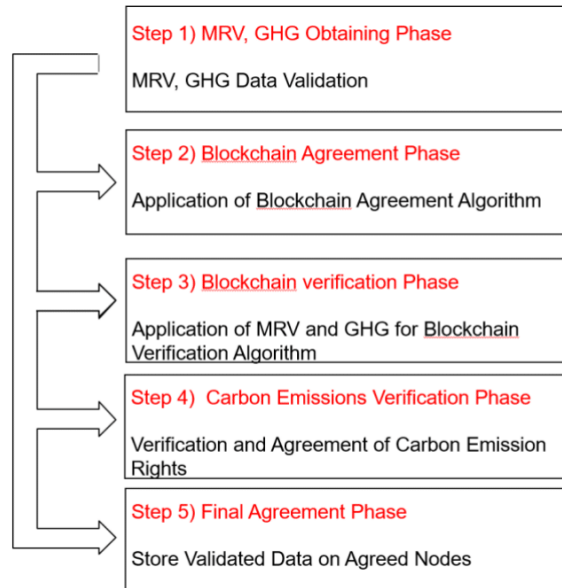 Step 1) MRV, GHG Obtaining Phase
MRV, GHG Data Validation
Step 2) Blockchain Agreement Phase
Application of Blockchain Agreement Algorithm
Step 3) Blockchain verification Phase
Application of MRV and GHG for Blockchain
Verification Algorithm
Step 4) Carbon Emissions Verification Phase
Verification and Agreement of Carbon Emission
Rights
Step 5) Final Agreement Phase
Store Validated Data on Agreed Nodes